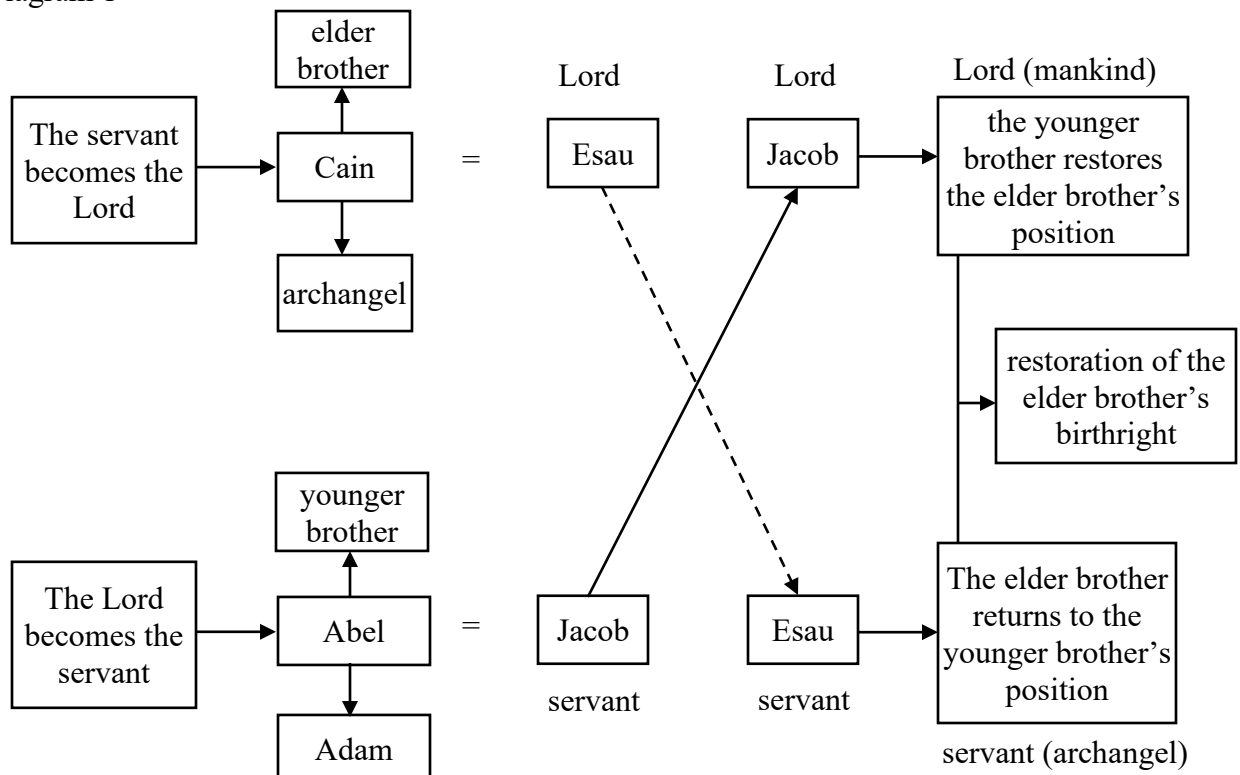 elder
brother
Lord
Lord
Lord (mankind)
The servant
becomes the
Lord
Cain
=
Esau
Jacob
the younger
brother restores
the elder brother’s
position
archangel
restoration of the
elder brother’s
birthright
younger
brother
The Lord
becomes the
servant
Abel
=
Jacob
Esau
The elder brother
returns to the
younger brother’s
position
servant
servant
Adam
servant (archangel)